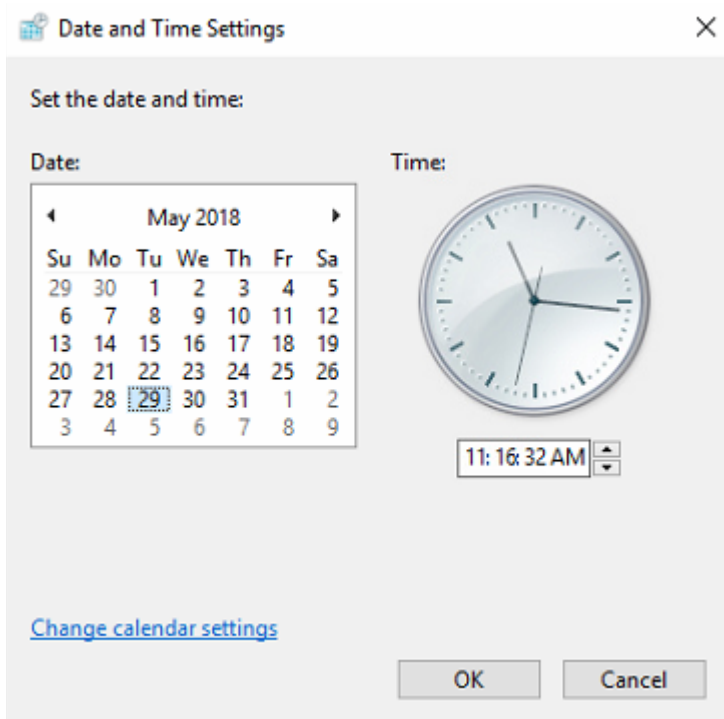 Date and Time Settings
Set the date and time:
Date:
May 2018
Su Mo Tu We Th Fr Sa
29 30 1 2 3 4 5
6 7 8 9 10 11 12
13 14 15 16 17 18 19
20 21 22 23 24 25 26
27 28 29 30 31 1 2
3 4 5 6 7 8 9
Time:
11:16:32 AM
Change calendar settings
OK
Cancel